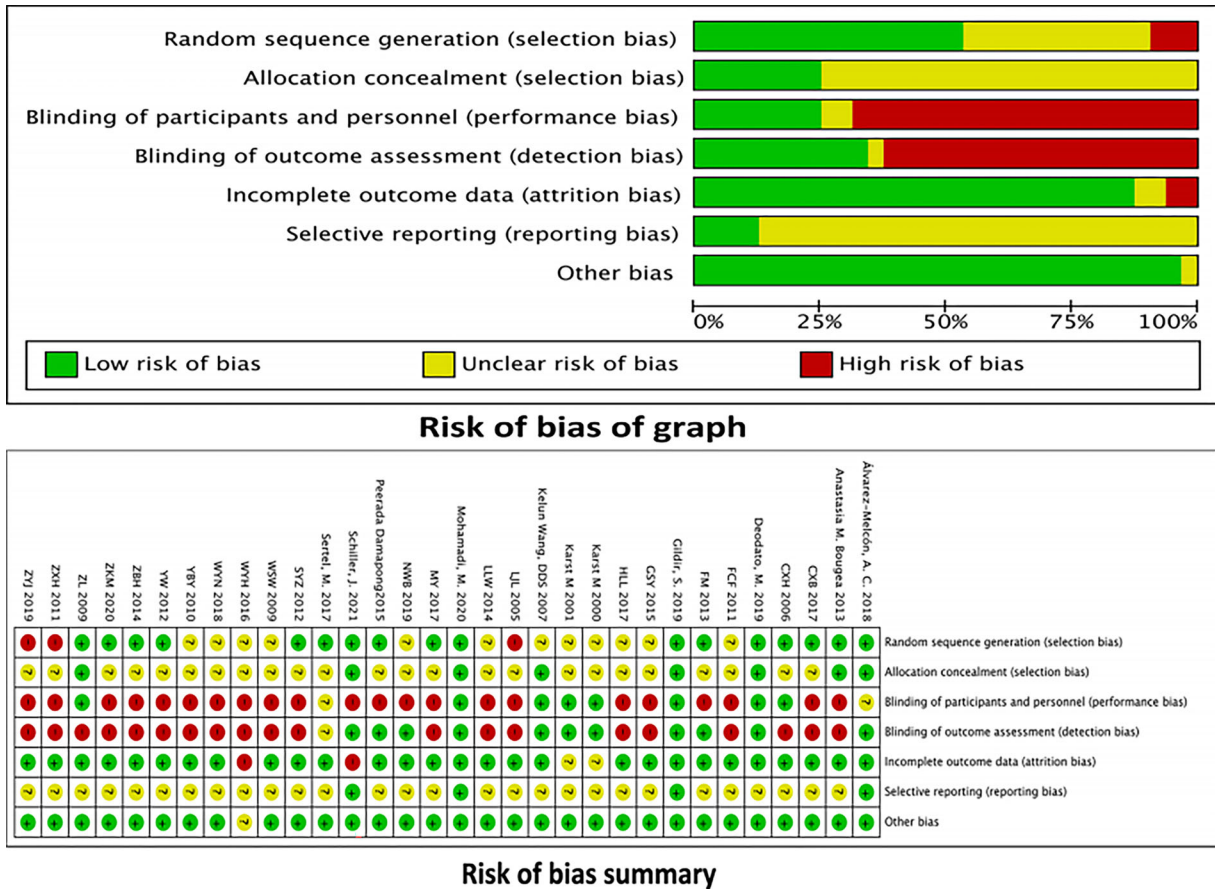 Random sequence generation (selection bias)
Allocation concealment (selection bias)
Blinding of participants and personnel (performance bias)
Blinding of outcome assessment (detection bias)
Incomplete outcome data (attrition bias)
Selective reporting (reporting bias)
Other bias
0% 25% 50% 75% 100%
Low risk of bias Unclear risk of bias High risk of bias
Risk of bias of graph
ZYJ 2019
ZXH 2011
ZL 2009
ZKM 2020
ZBH 2014
YW 2012
YBY 2010
WYN 2018
WYH 2016
WSW 2009
SYZ 2012
Sertel, M. 2017
Schiller, J. 2021
Peerada Damapong2015
NWB 2019
MY 2017
Mohamadi, M. 2020
LLW 2014
LJL 2005
Kelun Wang, DDS 2007
Karst M 2001
Karst M 2000
HLL 2017
GSY 2015
Gildir, S. 2019
FM 2013
FCF 2011
Deodato, M. 2019
CXH 2006
CXB 2017
Anastasia M. Bougea 2013
Álvarez-Melcón, A. C. 2018
- - + + + + ? ? ? ? + + + + ? + + ? - ? ? ? ? ? + + ? + + + + + Random sequence generation (selection bias)
? ? + ? ? ? ? ? ? ? ? ? + ? ? ? + ? ? + ? ? ? ? + ? ? + ? ? + + Allocation concealment (selection bias)
- - + - - - - - - - - ? - - - - + - - + + + - - + - - + + - - ? Blinding of participants and personnel (performance bias)
- - - - - - - - - - - ? + + + - + - - + + + - - + + - + - - - + Blinding of outcome assessment (detection bias)
+ + + + + + + + - + + + - + + + + + + + ? ? + + + + + + + + + + Incomplete outcome data (attrition bias)
? ? ? ? ? ? ? ? ? ? ? ? + ? ? ? + ? ? ? ? ? ? ? + ? ? ? ? ? ? + Selective reporting (reporting bias)
+ + + + + + + + ? + + + + + + + + + + + + + + + + + + + + + + + Other bias
Risk of bias summary